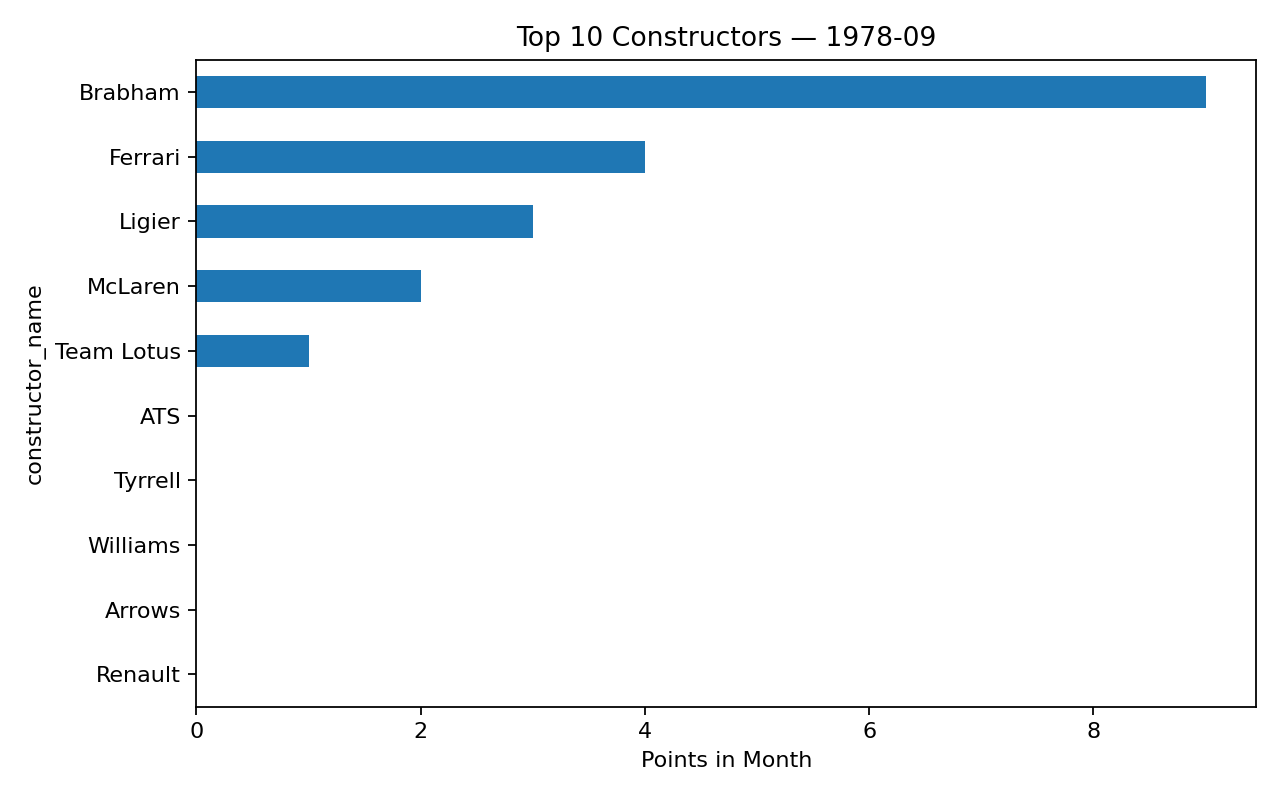 Top 10 Constructors — 1978-09
constructor_name
Brabham
Ferrari
Ligier
McLaren
Team Lotus
ATS
Tyrrell
Williams
Arrows
Renault
0 2 4 6 8
Points in Month